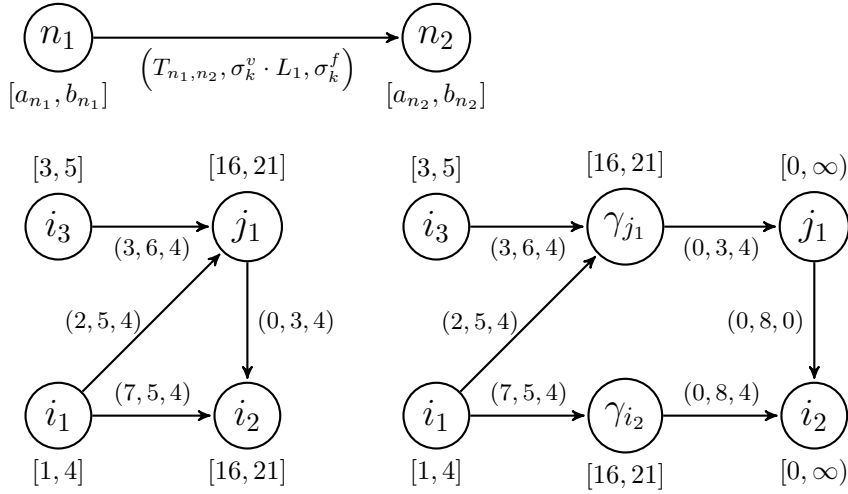 n₁ n₂
(T_{n₁,n₂}, σ_k^v · L₁, σ_k^f)
[a_{n₁}, b_{n₁}] [a_{n₂}, b_{n₂}]
[3, 5] [16, 21] [3, 5] [16, 21] [0, ∞)
i₃ j₁ i₃ γ_{j₁} j₁
(3, 6, 4) (3, 6, 4) (0, 3, 4)
(2, 5, 4) (0, 3, 4) (2, 5, 4) (0, 8, 0)
(7, 5, 4) (7, 5, 4) (0, 8, 4)
i₁ i₂ i₁ γ_{i₂} i₂
[1, 4] [16, 21] [1, 4] [16, 21] [0, ∞)